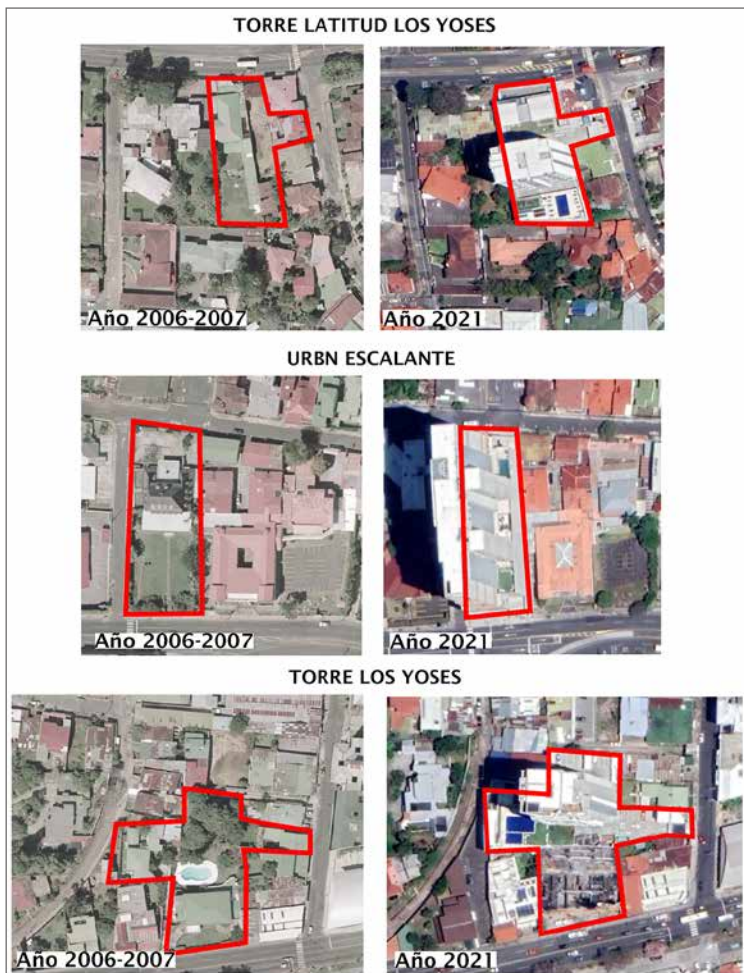 TORRE LATITUD LOS YOSES
Año 2006-2007
Año 2021
URBN ESCALANTE
Año 2006-2007
Año 2021
TORRE LOS YOSES
Año 2006-2007
Año 2021